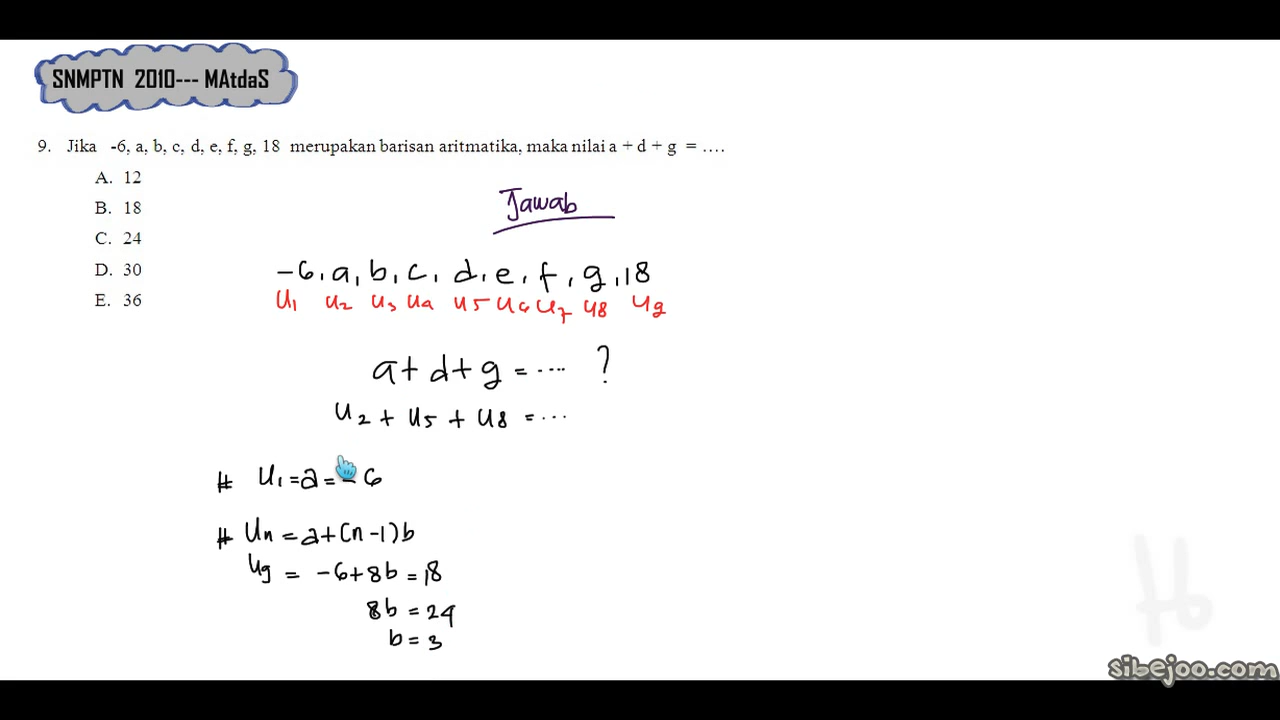 SNMPTN 2010--- MAtdaS
9. Jika -6, a, b, c, d, e, f, g, 18 merupakan barisan aritmatika, maka nilai a + d + g = ….
A. 12
B. 18
C. 24
D. 30
E. 36
Jawab
-6, a, b, c, d, e, f, g, 18
U1 U2 U3 U4 U5 U6 U7 U8 U9
a + d + g = .... ?
U2 + U5 + U8 = ...
# U1 = a = - 6
# Un = a + (n - 1) b
U9 = -6 + 8b = 18
8b = 24
b = 3
sibejoo.com